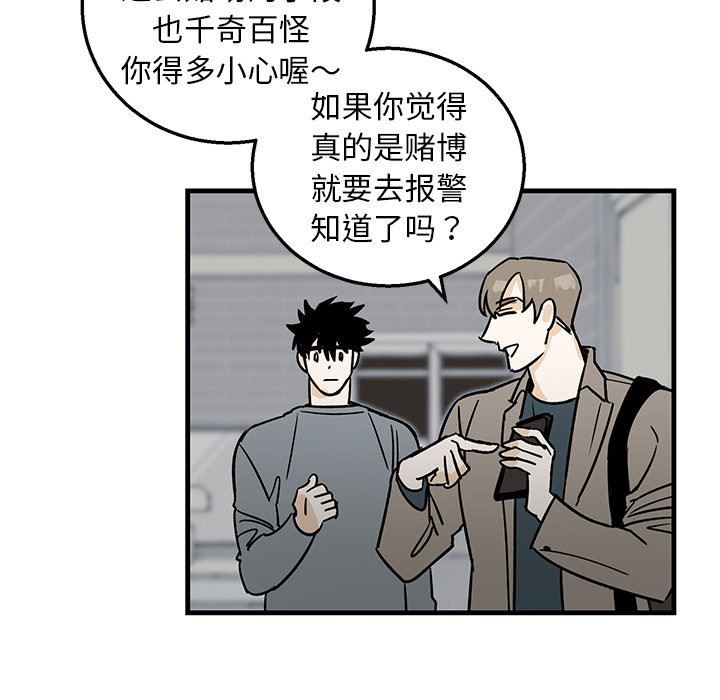 也千奇百怪
你得多小心喔～
如果你觉得
真的是赌博
就要去报警
知道了吗？